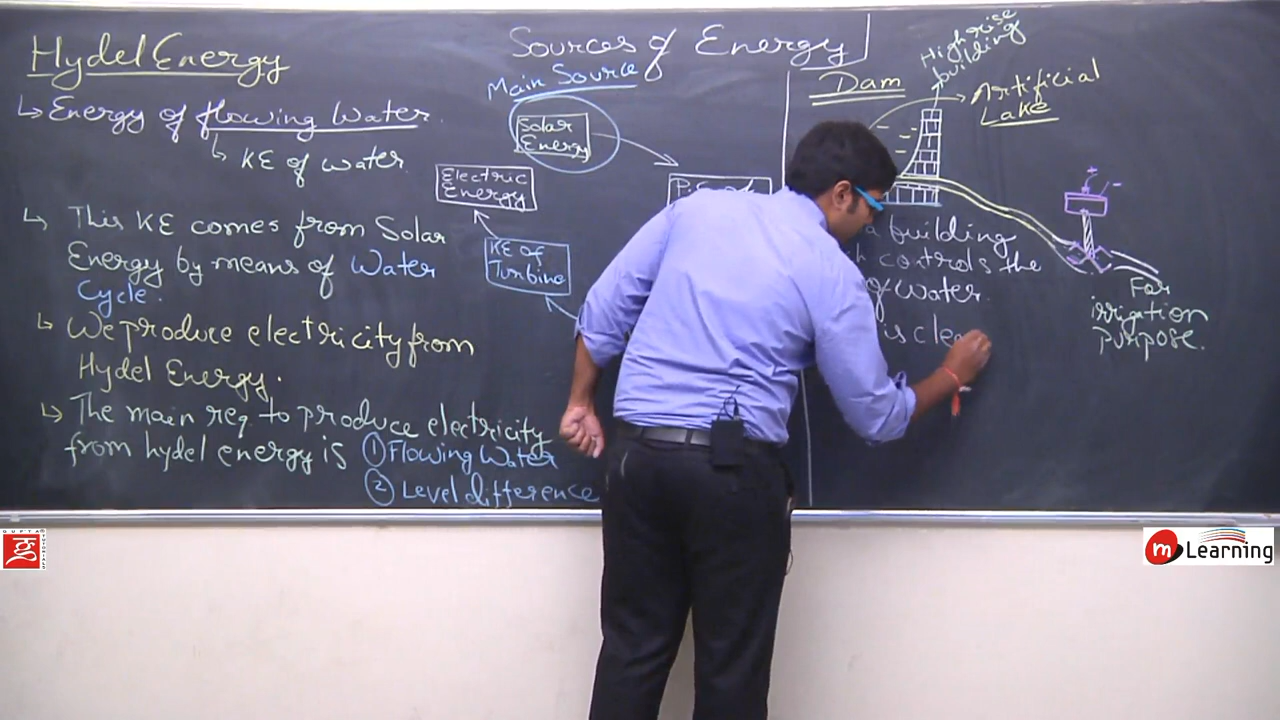 Sources of Energy
Hydel Energy
↳ Energy of flowing Water.
↳ KE of water
↳ This KE comes from Solar
Energy by means of Water
Cycle.
↳ We produce electricity from
Hydel Energy.
↳ The main req. to produce electricity
from hydel energy is ① Flowing Water
② Level difference
Main Source
Solar
Energy
Electric
Energy
KE of
Turbine
Dam
High rise
building
Artificial
Lake
+ -
a building
controls the
of Water.
is clea
For
irrigation
purpose.
GUPTA
TUTORIALS
m Learning